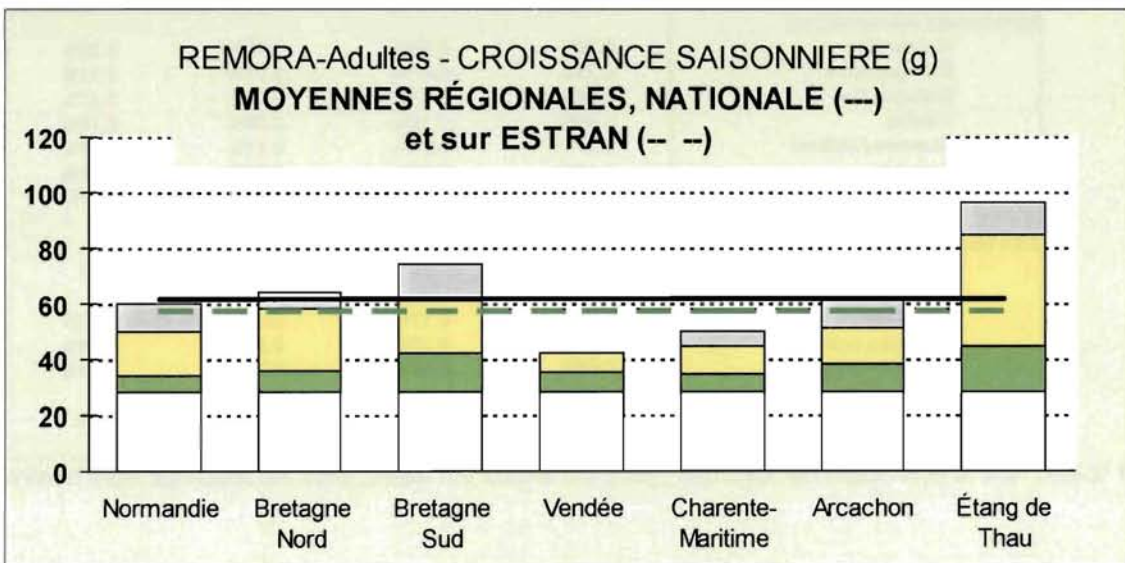 REMORA-Adultes - CROISSANCE SAISONNIERE (g)
MOYENNES RÉGIONALES, NATIONALE (---)
et sur ESTRAN (-- --)
120
100
80
60
40
20
0
Normandie
Bretagne
Nord
Bretagne
Sud
Vendée
Charente-
Maritime
Arcachon
Étang de
Thau